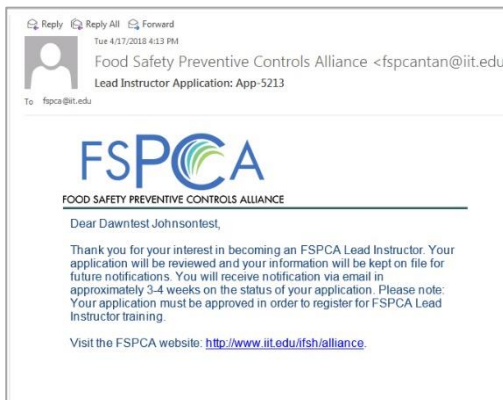 Reply Reply All Forward
Tue 4/17/2018 4:13 PM
Food Safety Preventive Controls Alliance <fspcantan@iit.edu
Lead Instructor Application: App-5213
To fspca@iit.edu
FSPCA
FOOD SAFETY PREVENTIVE CONTROLS ALLIANCE
Dear Dawntest Johnsontest,
Thank you for your interest in becoming an FSPCA Lead Instructor. Your
application will be reviewed and your information will be kept on file for
future notifications. You will receive notification via email in
approximately 3-4 weeks on the status of your application. Please note:
Your application must be approved in order to register for FSPCA Lead
Instructor training.
Visit the FSPCA website: http://www.iit.edu/ifsh/alliance.